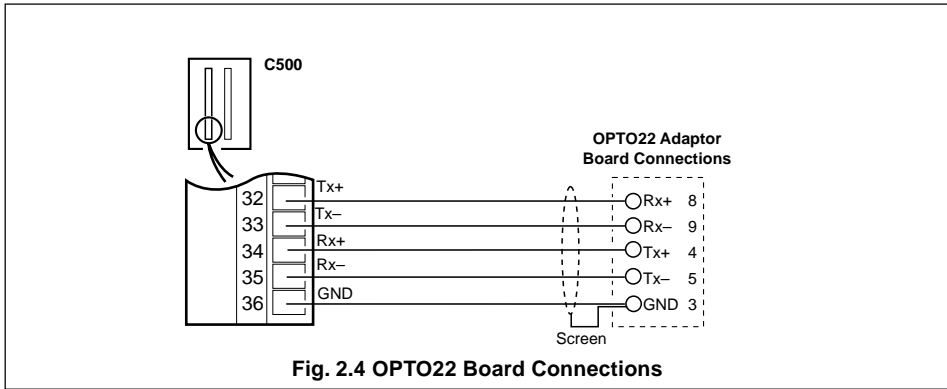 C500
OPTO22 Adaptor
Board Connections
32 Tx+ Rx+ 8
33 Tx– Rx– 9
34 Rx+ Tx+ 4
35 Rx– Tx– 5
36 GND GND 3
Screen
Fig. 2.4 OPTO22 Board Connections